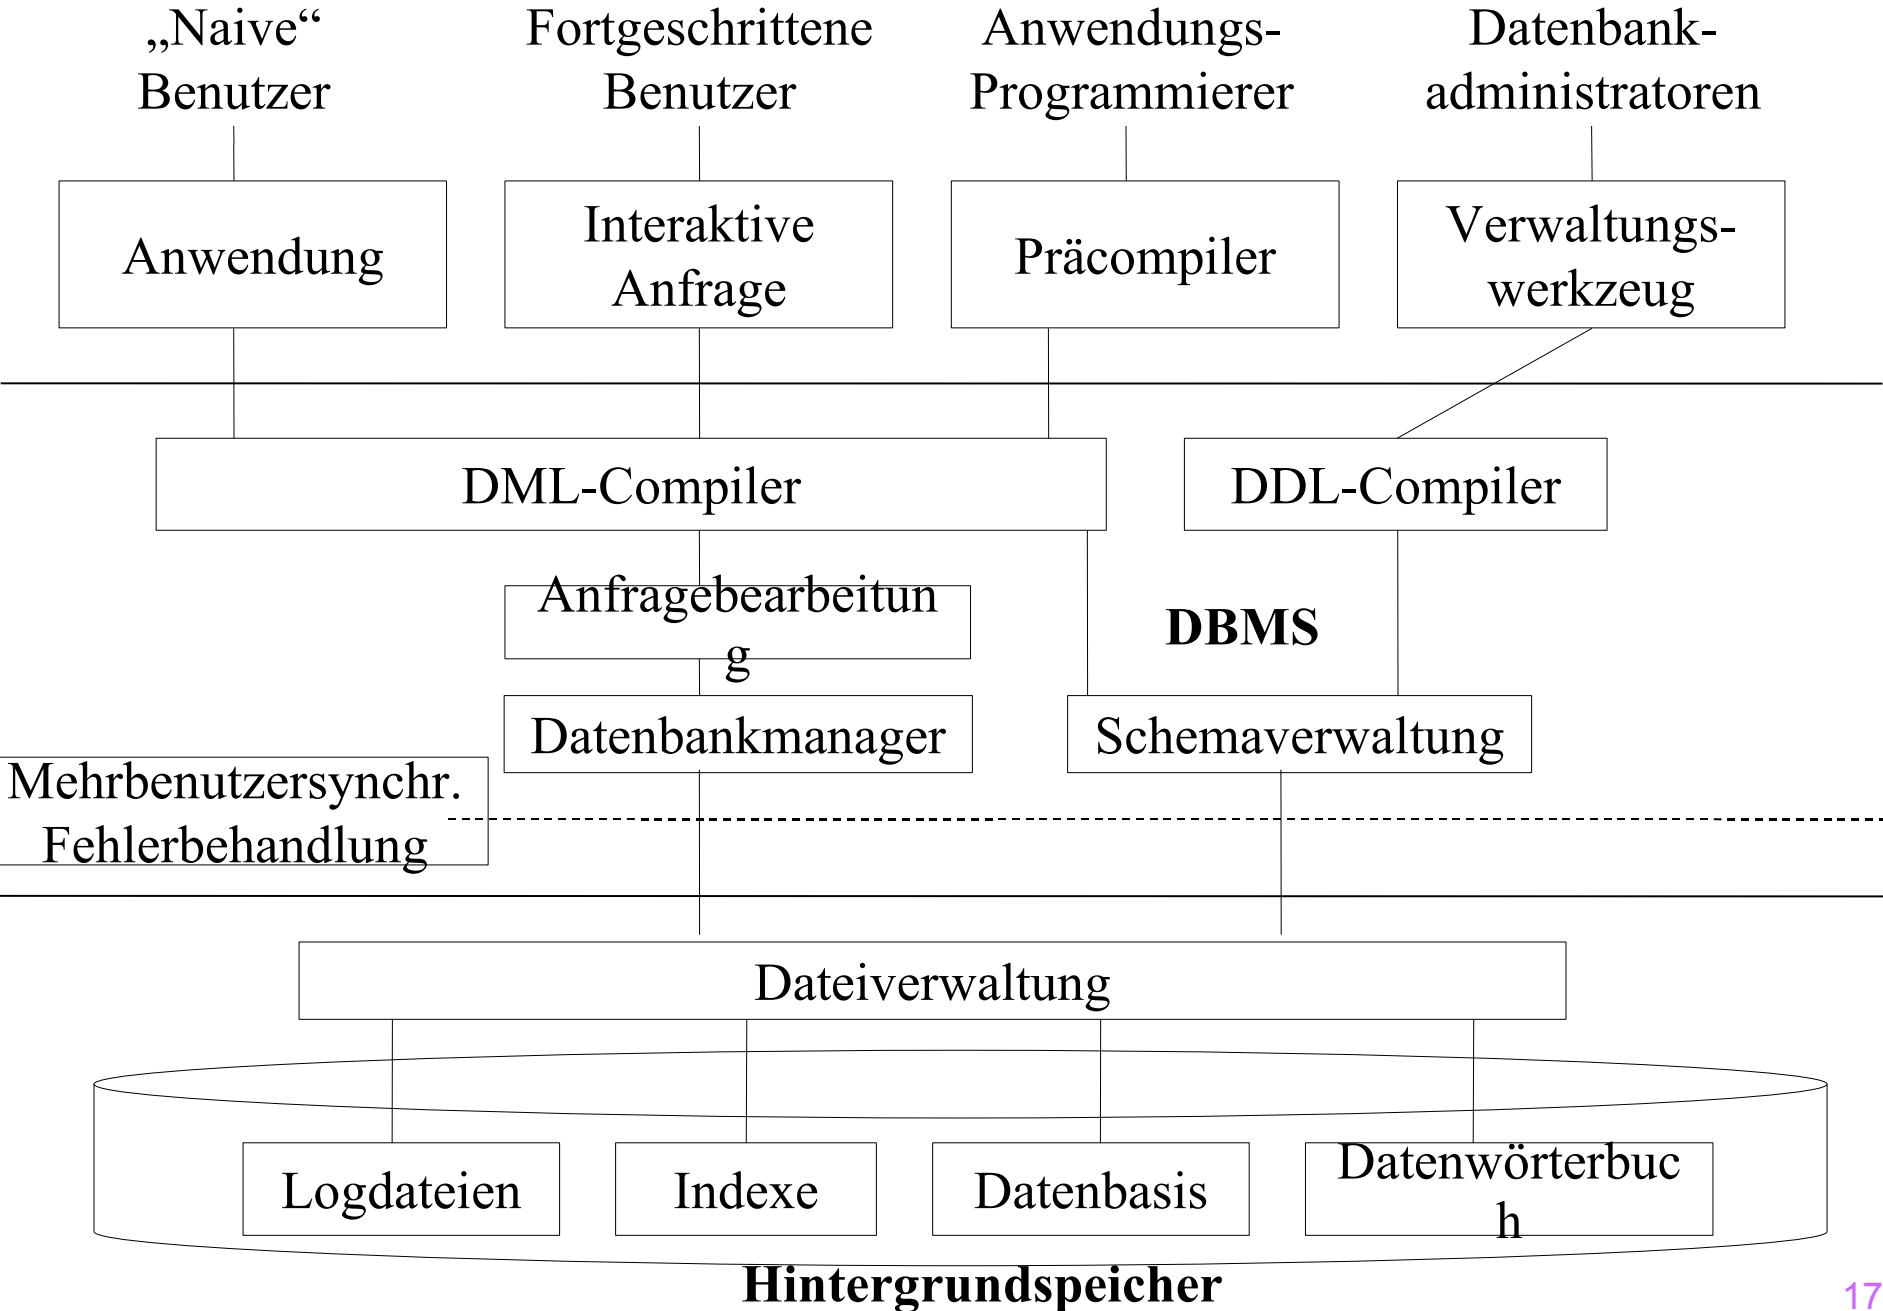 „Naive“
Benutzer
Fortgeschrittene
Benutzer
Anwendungs-
Programmierer
Datenbank-
administratoren
Anwendung
Interaktive
Anfrage
Präcompiler
Verwaltungs-
werkzeug
DML-Compiler
DDL-Compiler
Anfragebearbeitun
g
DBMS
Datenbankmanager
Schemaverwaltung
Mehrbenutzersynchr.
Fehlerbehandlung
Dateiverwaltung
Logdateien
Indexe
Datenbasis
Datenwörterbuc
h
Hintergrundspeicher
17